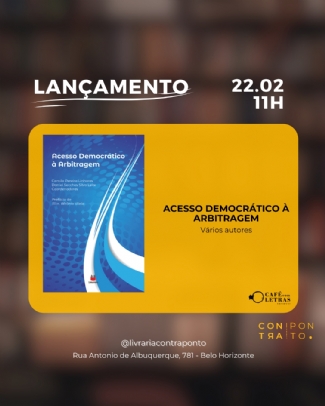 LANÇAMENTO
22.02
11H
Acesso Democrático
à Arbitragem
ACESSO DEMOCRÁTICO À
ARBITRAGEM
Vários autores
CAFÉ
LETRAS
CON PON
TRA TO.
@livrariacontraponto
Rua Antonio de Albuquerque, 781 - Belo Horizonte